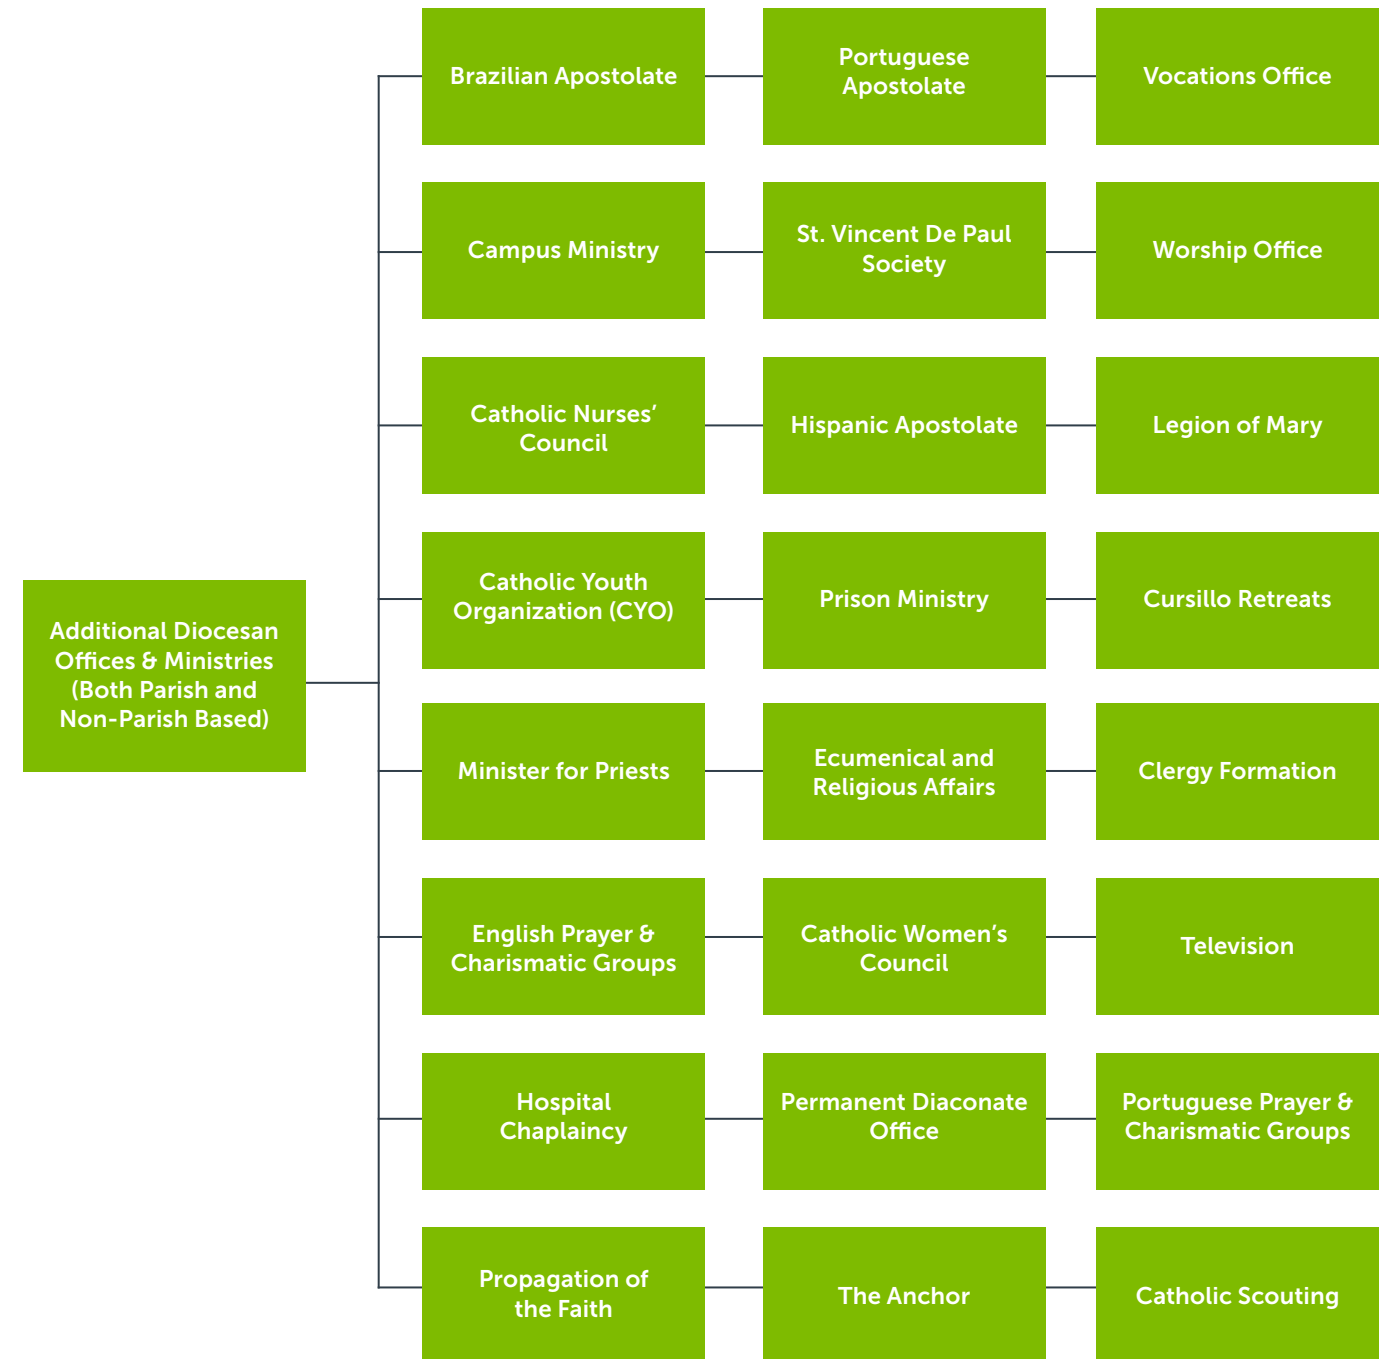 Brazilian Apostolate
Portuguese
Apostolate
Vocations Office
Campus Ministry
St. Vincent De Paul
Society
Worship Office
Catholic Nurses’
Council
Hispanic Apostolate
Legion of Mary
Catholic Youth
Organization (CYO)
Prison Ministry
Cursillo Retreats
Additional Diocesan
Offices & Ministries
(Both Parish and
Non-Parish Based)
Minister for Priests
Ecumenical and
Religious Affairs
Clergy Formation
English Prayer &
Charismatic Groups
Catholic Women’s
Council
Television
Hospital
Chaplaincy
Permanent Diaconate
Office
Portuguese Prayer &
Charismatic Groups
Propagation of
the Faith
The Anchor
Catholic Scouting